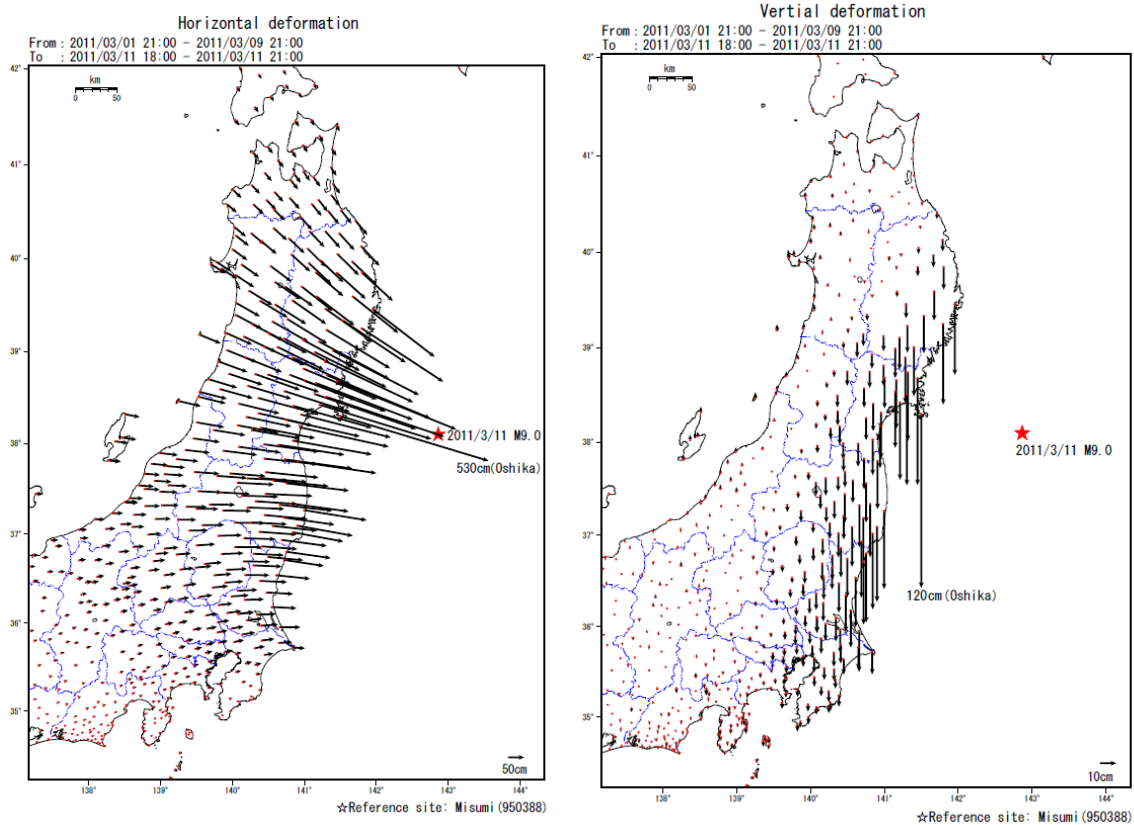 Horizontal deformation
From : 2011/03/01 21:00 - 2011/03/09 21:00
To : 2011/03/11 18:00 - 2011/03/11 21:00
42°
km
0 50
41°
40°
39°
38°
37°
36°
35°
2011/3/11 M9.0
530cm(Oshika)
50cm
138° 139° 140° 141° 142° 143° 144°
☆Reference site: Misumi(950388)
Vertial deformation
From : 2011/03/01 21:00 - 2011/03/09 21:00
To : 2011/03/11 18:00 - 2011/03/11 21:00
42°
km
0 50
41°
40°
39°
38°
37°
36°
35°
2011/3/11 M9.0
120cm(Oshika)
10cm
138° 139° 140° 141° 142° 143° 144°
☆Reference site: Misumi(950388)